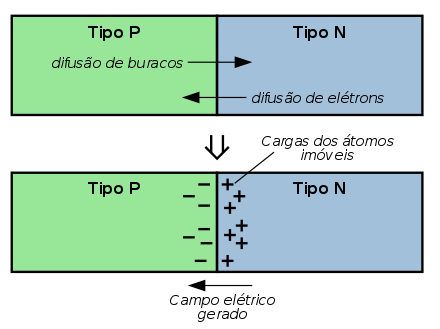 Tipo P
Tipo N
difusão de buracos
difusão de elétrons
Cargas dos átomos
imóveis
Tipo P
Tipo N
Campo elétrico
gerado